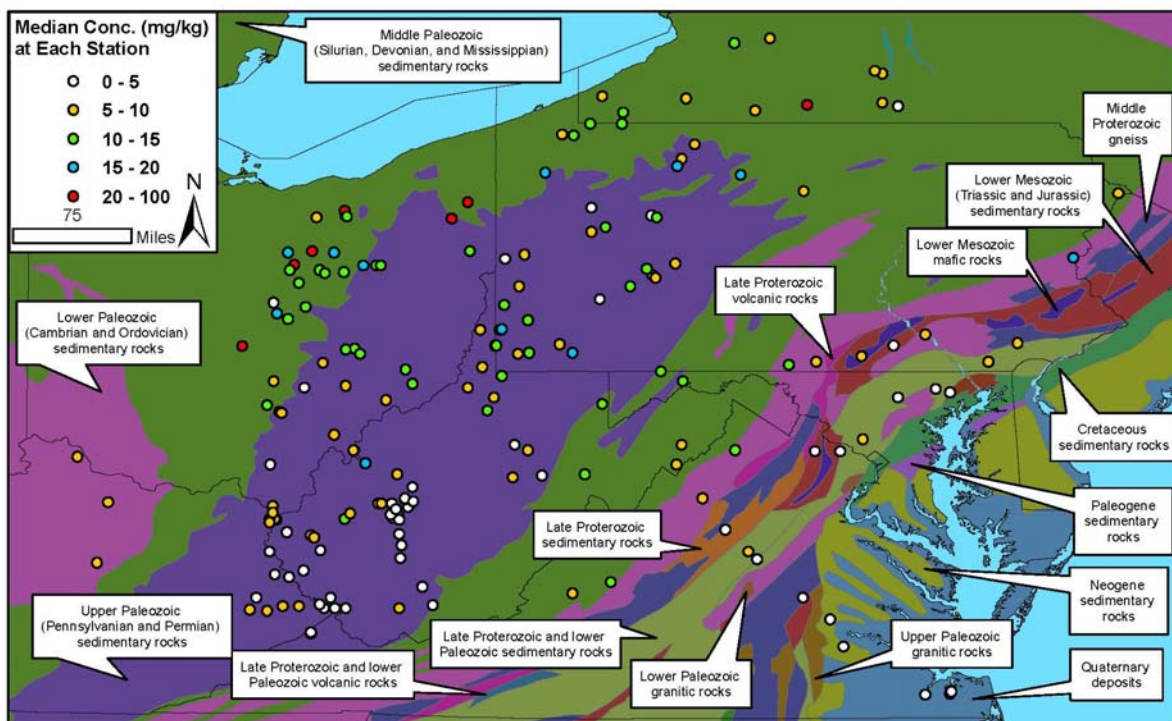 Median Conc. (mg/kg)
at Each Station
0 - 5
5 - 10
10 - 15
15 - 20
20 - 100
N
75
Miles
Middle Paleozoic
(Silurian, Devonian, and Mississippian)
sedimentary rocks
Middle
Proterozoic
gneiss
Lower Mesozoic
(Triassic and Jurassic)
sedimentary rocks
Lower Mesozoic
mafic rocks
Late Proterozoic
volcanic rocks
Lower Paleozoic
(Cambrian and Ordovician)
sedimentary rocks
Cretaceous
sedimentary rocks
Paleogene
sedimentary
rocks
Late Proterozoic
sedimentary rocks
Neogene
sedimentary
rocks
Upper Paleozoic
(Pennsylvanian and Permian)
sedimentary rocks
Late Proterozoic and lower
Paleozoic sedimentary rocks
Upper Paleozoic
granitic rocks
Late Proterozoic and lower
Paleozoic volcanic rocks
Lower Paleozoic
granitic rocks
Quaternary
deposits